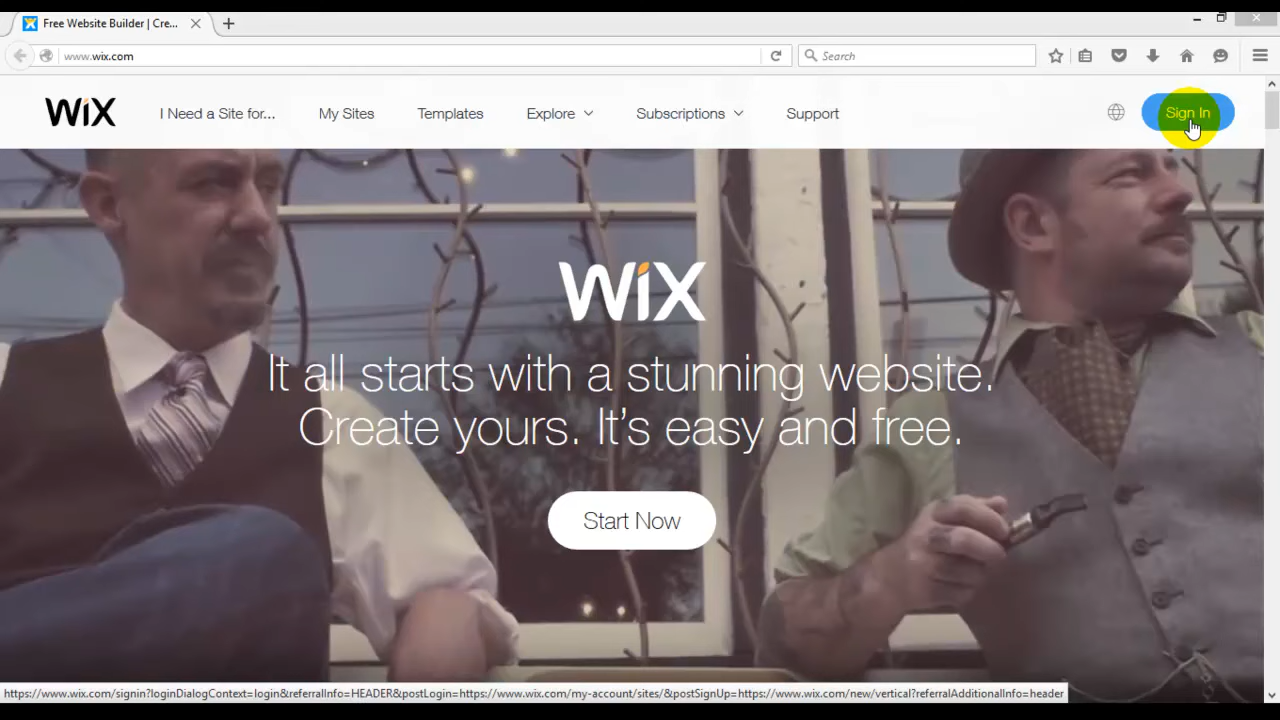 Free Website Builder | Cre...
www.wix.com
Search
WiX
I Need a Site for...
My Sites
Templates
Explore
Subscriptions
Support
Sign In
WiX
It all starts with a stunning website.
Create yours. It's easy and free.
Start Now
https://www.wix.com/signin?loginDialogContext=login&referralInfo=HEADER&postLogin=https://www.wix.com/my-account/sites/&postSignUp=https://www.wix.com/new/vertical?referralAdditionalInfo=header